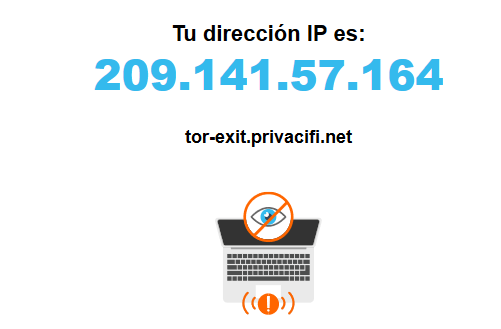 Tu dirección IP es:
209.141.57.164
tor-exit.privacifi.net